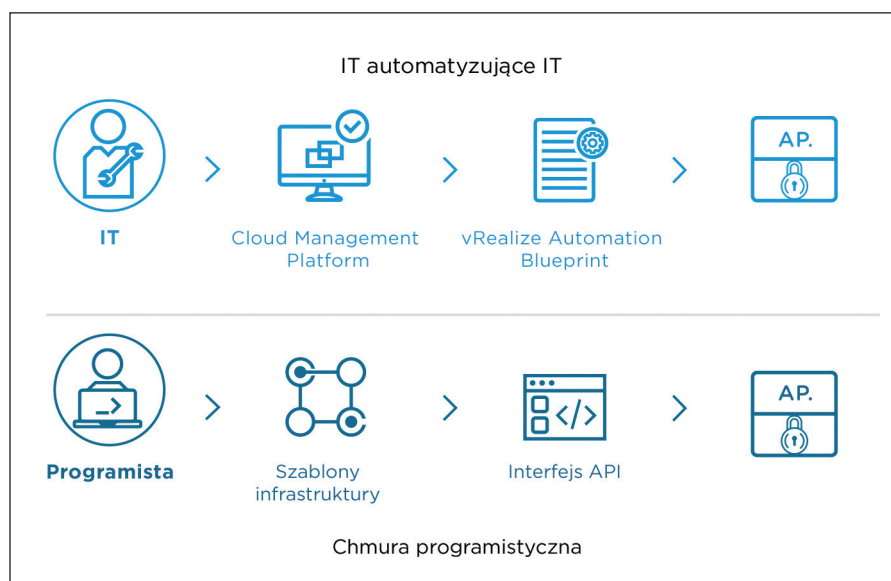 IT automatyzujące IT
AP.
IT
Cloud Management
Platform
vRealize Automation
Blueprint
AP.
Programista
Szablony
infrastruktury
Interfejs API
Chmura programistyczna